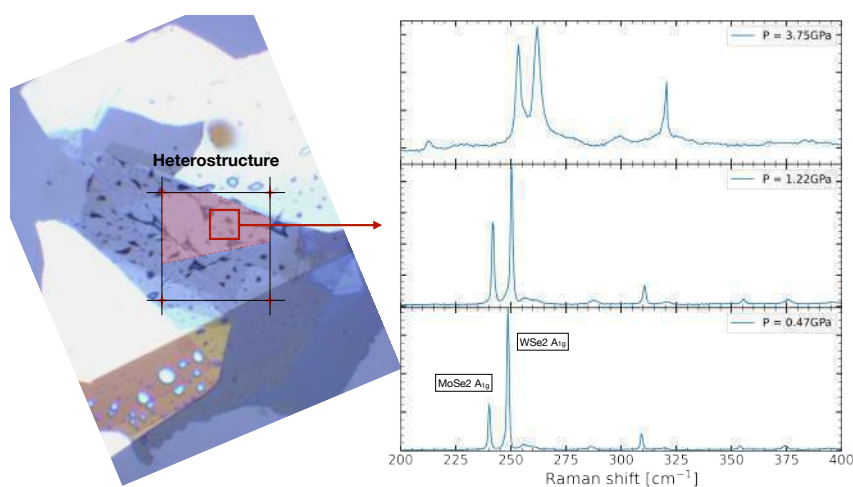 Heterostructure
P = 3.75GPa
P = 1.22GPa
P = 0.47GPa
WSe2 A1g
MoSe2 A1g
200 225 250 275 300 325 350 375 400
Raman shift [cm⁻¹]